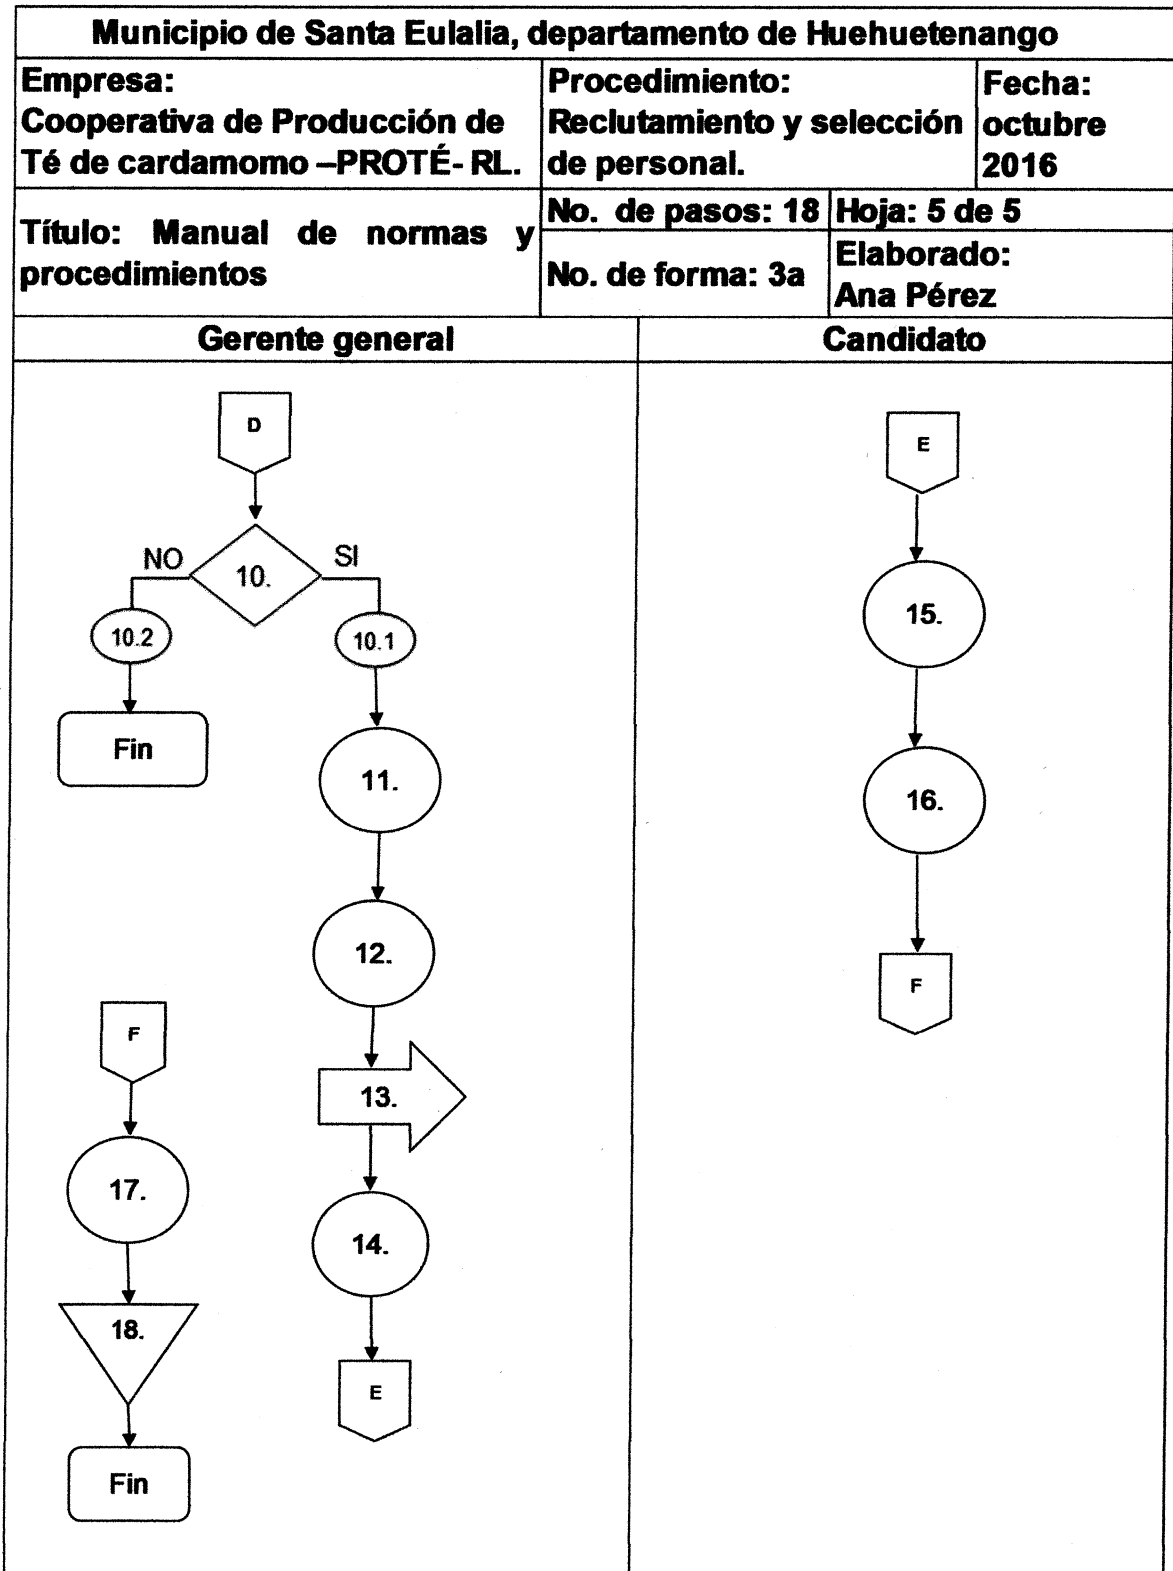 Municipio de Santa Eulalia, departamento de Huehuetenango
Empresa:
Cooperativa de Producción de
Té de cardamomo –PROTÉ- RL.
Procedimiento:
Reclutamiento y selección
de personal.
Fecha:
octubre
2016
Título: Manual de normas y
procedimientos
No. de pasos: 18
Hoja: 5 de 5
No. de forma: 3a
Elaborado:
Ana Pérez
Gerente general
Candidato
D
NO
10.
SI
10.2
10.1
Fin
11.
12.
13.
14.
E
F
17.
18.
Fin
E
15.
16.
F